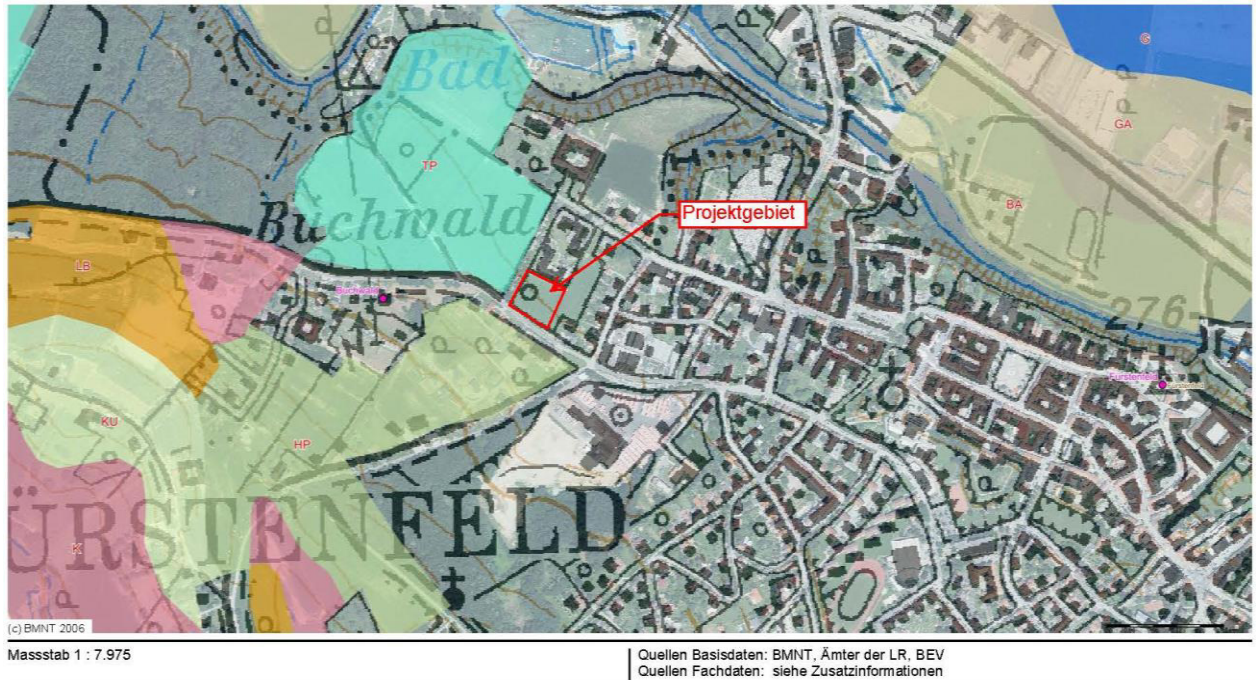 Bad
G
P
GA
TP
P
BA
Buchwald
Projektgebiet
LB
Buchwald
276
Fürstenfeld
KU
HP
ÜRSTENFELD
K
P
(c) BMNT 2006
Massstab 1 : 7.975
Quellen Basisdaten: BMNT, Ämter der LR, BEV
Quellen Fachdaten: siehe Zusatzinformationen